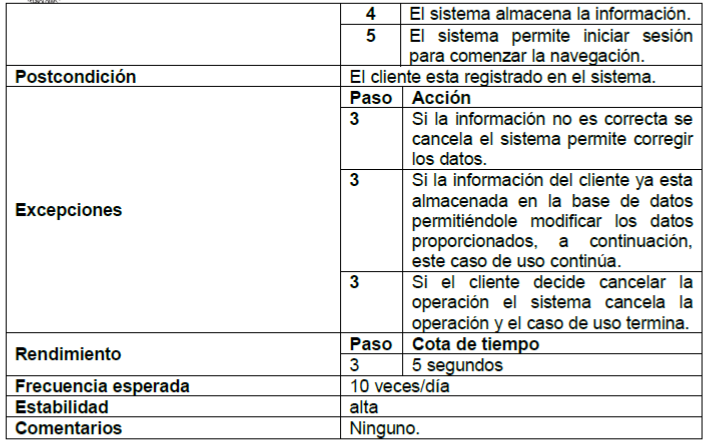 4 El sistema almacena la información.
5 El sistema permite iniciar sesión
para comenzar la navegación.
Postcondición El cliente esta registrado en el sistema.
Paso Acción
3 Si la información no es correcta se
cancela el sistema permite corregir
los datos.
Excepciones
3 Si la información del cliente ya esta
almacenada en la base de datos
permitiéndole modificar los datos
proporcionados, a continuación,
este caso de uso continúa.
3 Si el cliente decide cancelar la
operación el sistema cancela la
operación y el caso de uso termina.
Rendimiento
Paso Cota de tiempo
3 5 segundos
Frecuencia esperada 10 veces/día
Estabilidad alta
Comentarios Ninguno.